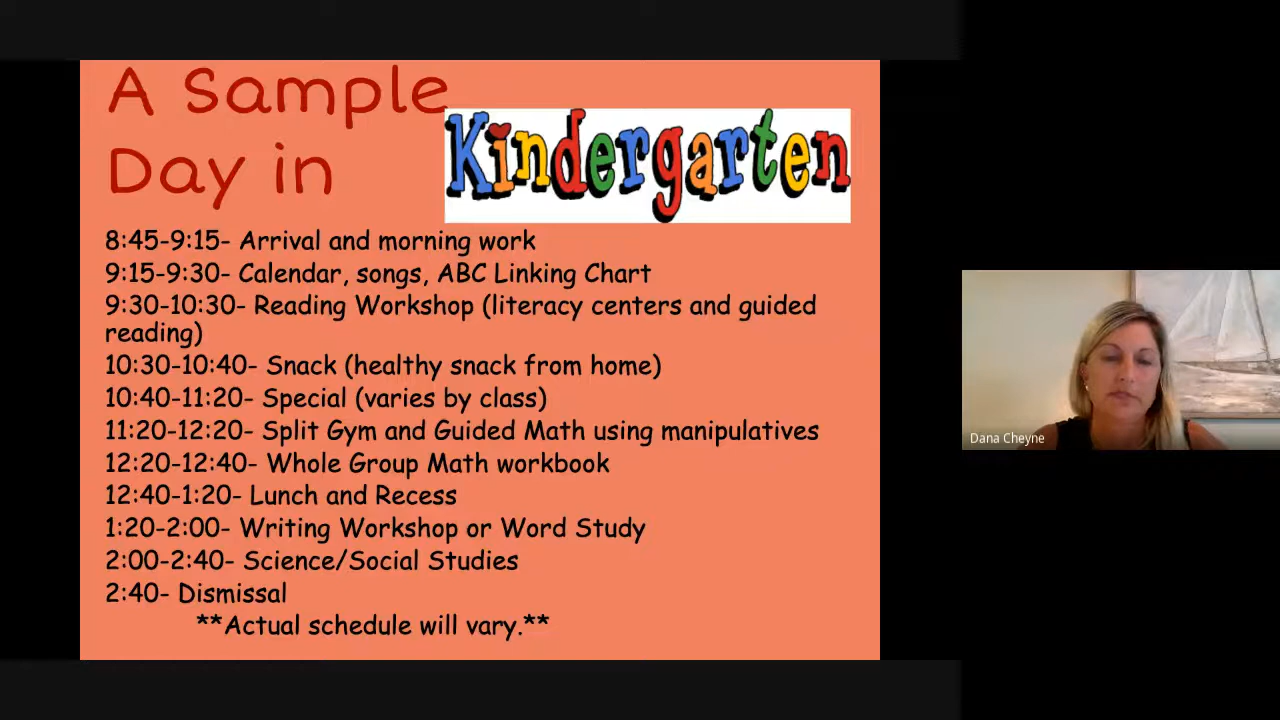 A Sample
Day in
Kindergarten
8:45-9:15- Arrival and morning work
9:15-9:30- Calendar, songs, ABC Linking Chart
9:30-10:30- Reading Workshop (literacy centers and guided
reading)
10:30-10:40- Snack (healthy snack from home)
10:40-11:20- Special (varies by class)
11:20-12:20- Split Gym and Guided Math using manipulatives
12:20-12:40- Whole Group Math workbook
12:40-1:20- Lunch and Recess
1:20-2:00- Writing Workshop or Word Study
2:00-2:40- Science/Social Studies
2:40- Dismissal
**Actual schedule will vary.**
Dana Cheyne